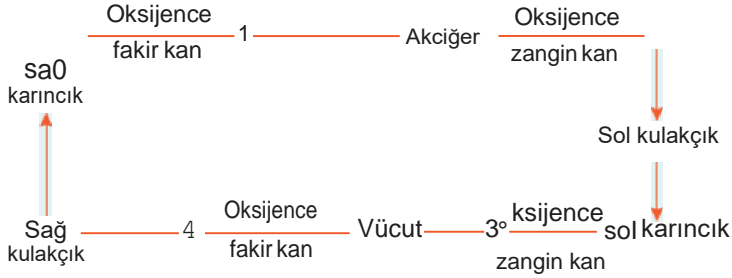 Oksijence
fakir kan
1
Akciğer
Oksijence
zangin kan
sa0
karıncık
Sol kulakçık
Sağ
kulakçık
4
Oksijence
fakir kan
Vücut
3°
ksijence
zangin kan
sol karıncık